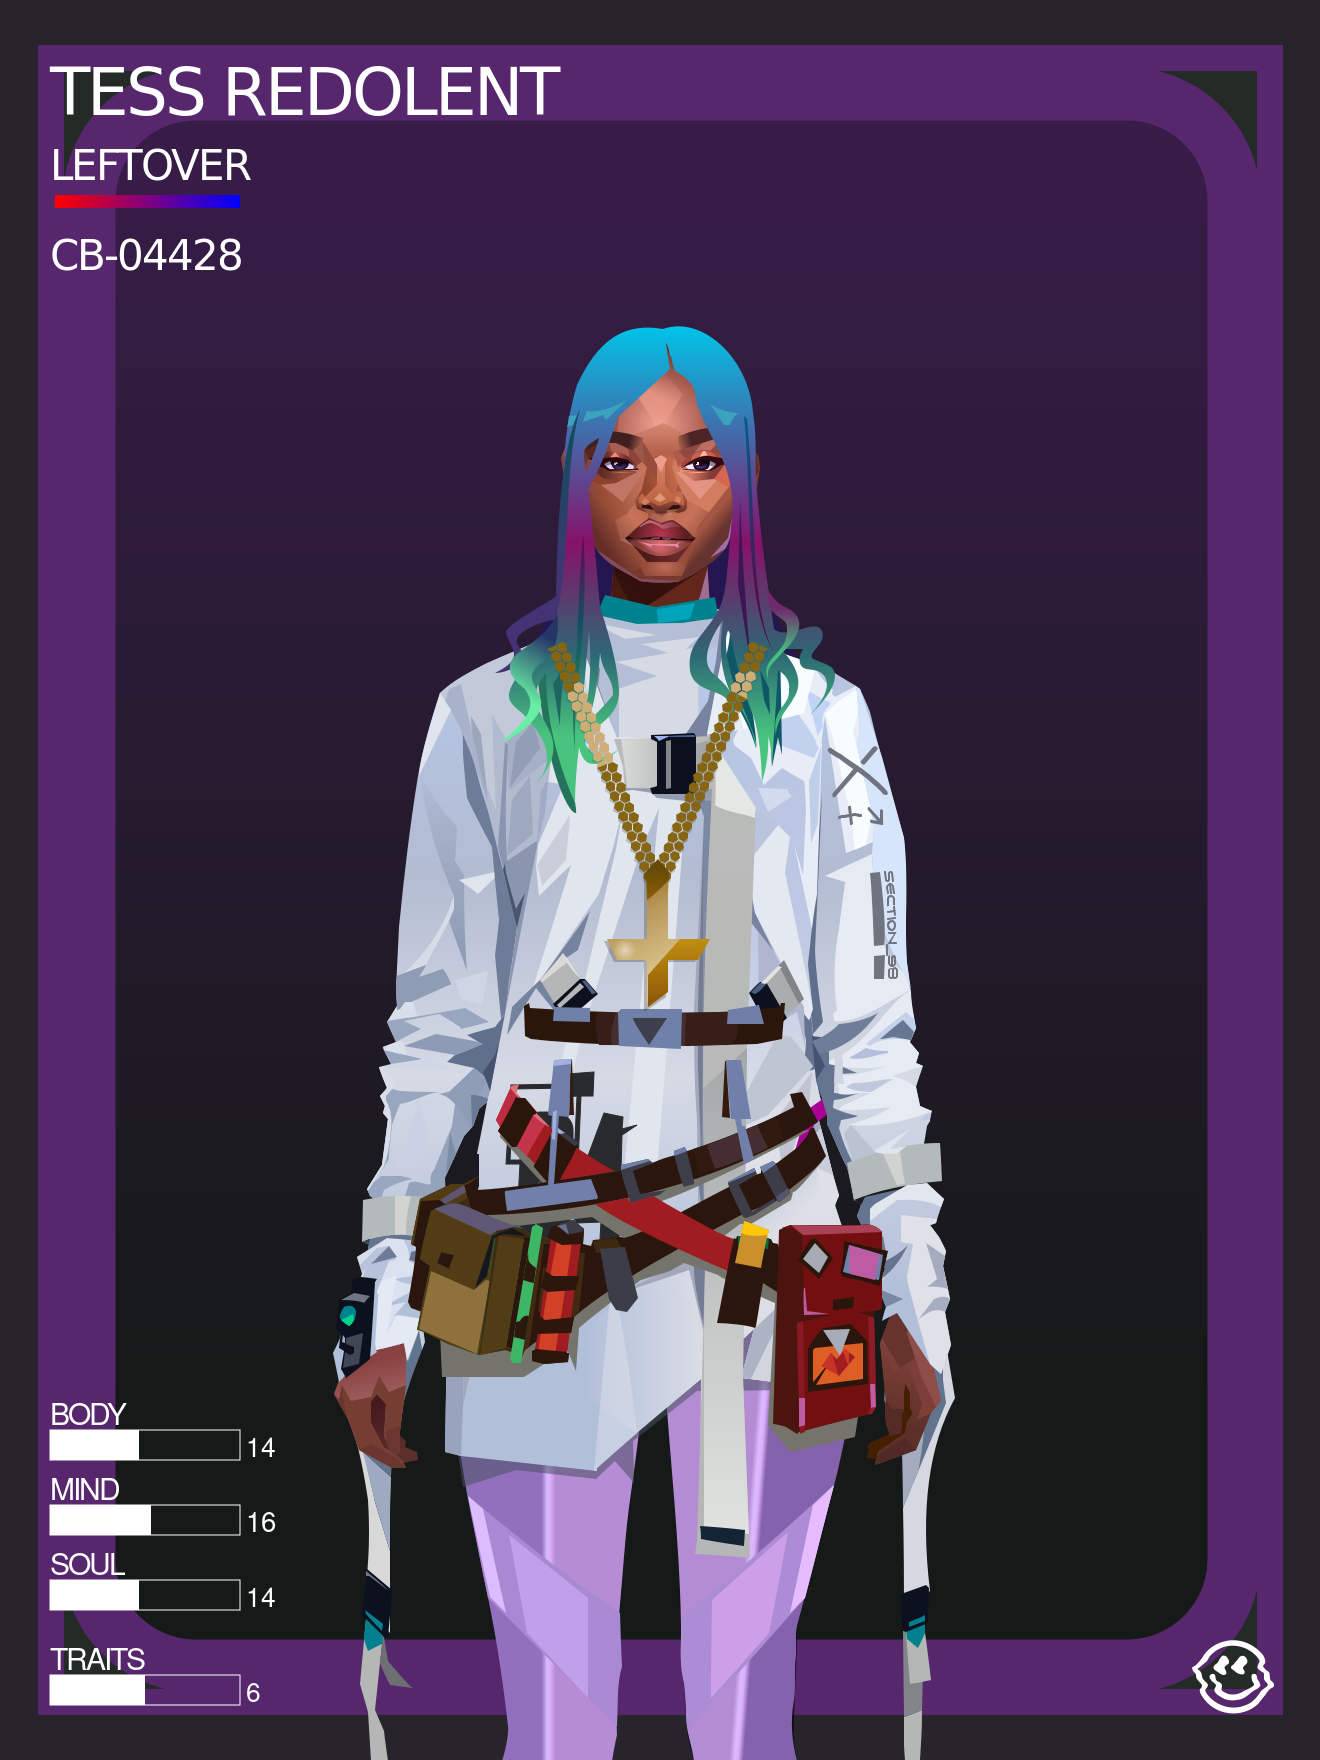 TESS REDOLENT
LEFTOVER
CB-04428
SECTION_98
BODY
14
MIND
16
SOUL
14
TRAITS
6